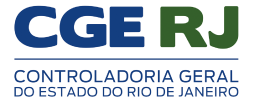 CGE RJ
CONTROLADORIA GERAL
DO ESTADO DO RIO DE JANEIRO